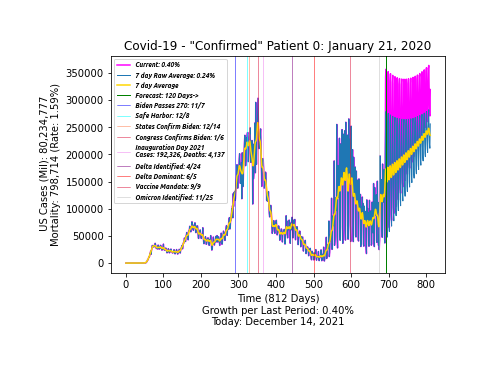 Covid-19 - "Confirmed" Patient 0: January 21, 2020
US Cases (Mil): 80,234,777
Mortality: 798,714 (Rate: 1.59%)
350000
300000
250000
200000
150000
100000
50000
0
Current: 0.40%
7 day Raw Average: 0.24%
7 day Average
Forecast: 120 Days->
Biden Passes 270: 11/7
Safe Harbor: 12/8
States Confirm Biden: 12/14
Congress Confirms Biden: 1/6
Inauguration Day 2021
Cases: 192,326, Deaths: 4,137
Delta Identified: 4/24
Delta Dominant: 6/5
Vaccine Mandate: 9/9
Omicron Identified: 11/25
0 100 200 300 400 500 600 700 800
Time (812 Days)
Growth per Last Period: 0.40%
Today: December 14, 2021